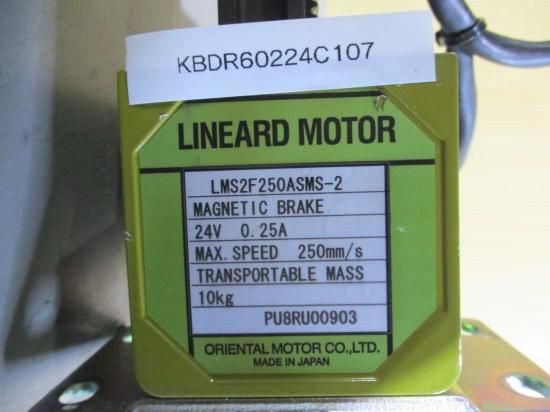 KBDR60224C107
LINEARD MOTOR
LMS2F250ASMS-2
MAGNETIC BRAKE
24V 0.25A
MAX. SPEED 250mm/s
TRANSPORTABLE MASS
10kg
PU8RU00903
ORIENTAL MOTOR CO.,LTD.
MADE IN JAPAN